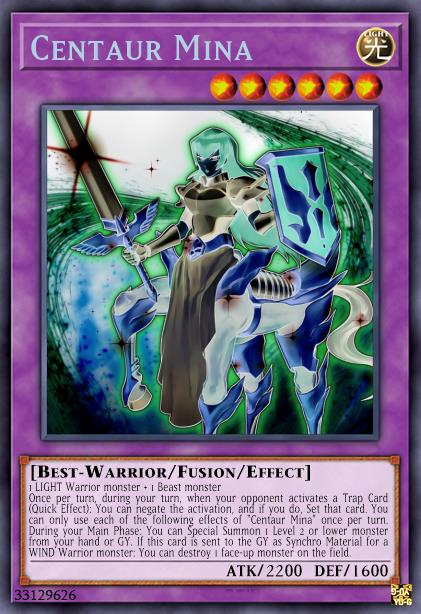 CENTAUR MINA
LIGHT
光
[BEST-WARRIOR/FUSION/EFFECT]
1 LIGHT Warrior monster + 1 Beast monster
Once per turn, during your turn, when your opponent activates a Trap Card
(Quick Effect): You can negate the activation, and if you do, Set that card. You
can only use each of the following effects of "Centaur Mina" once per turn.
During your Main Phase: You can Special Summon 1 Level 2 or lower monster
from your hand or GY. If this card is sent to the GY as Synchro Material for a
WIND Warrior monster: You can destroy 1 face-up monster on the field.
ATK/2200 DEF/1600
33129626